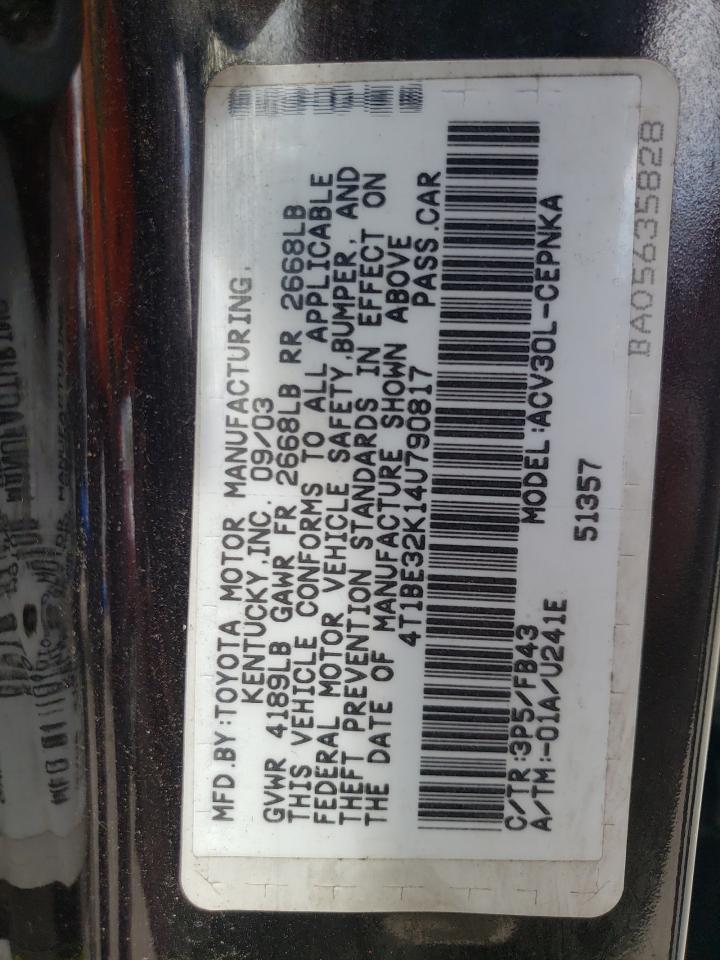 MFD.BY:TOYOTA MOTOR MANUFACTURING,
KENTUCKY,INC. 09/03
GVWR 4189LB GAWR FR 2668LB RR 2668LB
THIS VEHICLE CONFORMS TO ALL APPLICABLE
FEDERAL MOTOR VEHICLE SAFETY,BUMPER, AND
THEFT PREVENTION STANDARDS IN EFFECT ON
THE DATE OF MANUFACTURE SHOWN ABOVE
4T1BE32K14U790817 PASS.CAR
C/TR:3P5/FB43 MODEL:ACV30L-CEPNKA
A/TM:-01A/U241E
51357
BA05635828